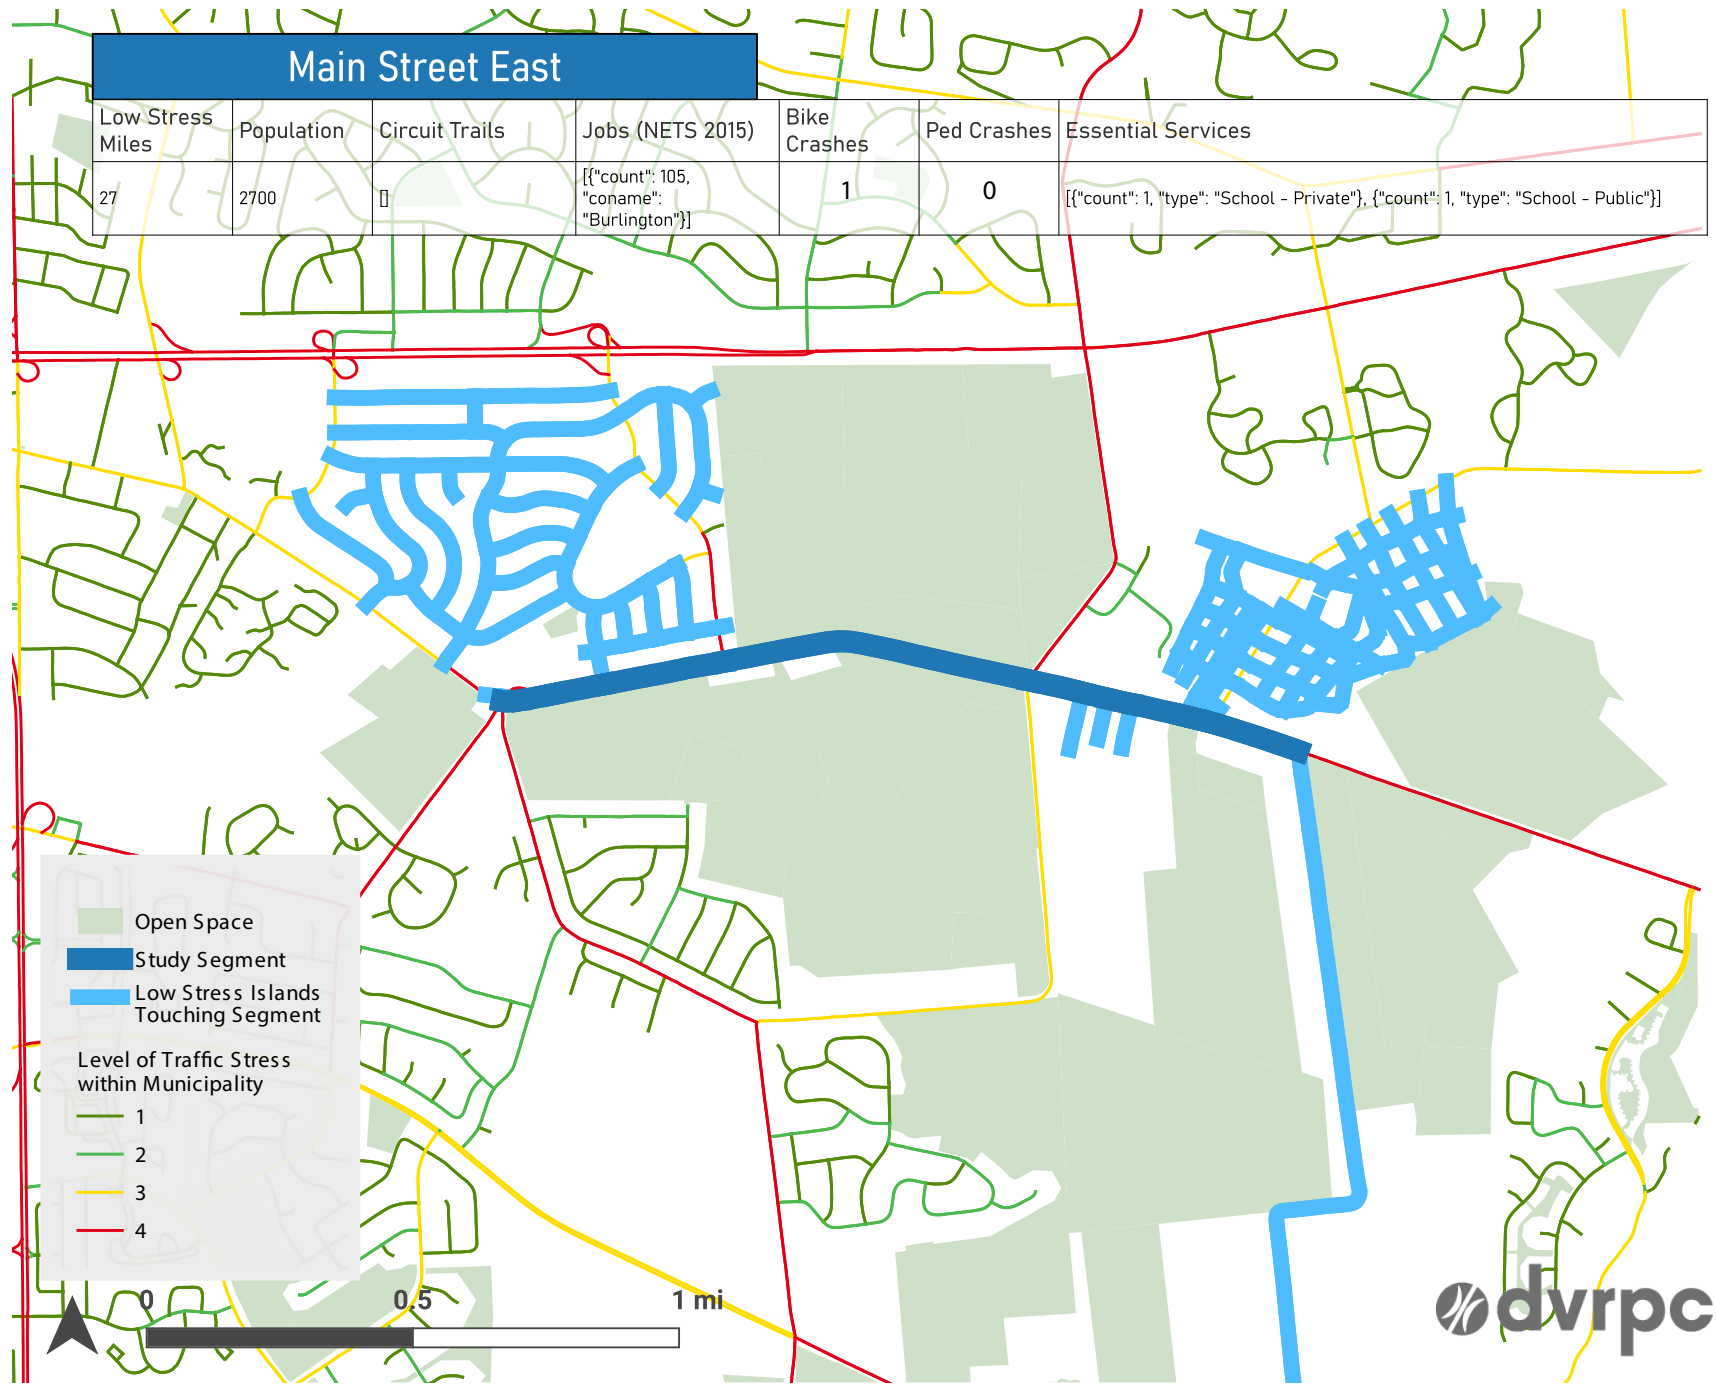 Main Street East
Low Stress
Miles
Population
Circuit Trails
Jobs (NETS 2015)
Bike
Crashes
Ped Crashes
Essential Services
27
2700
[]
[{"count": 105,
"coname":
"Burlington"}]
1
0
[{"count": 1, "type": "School - Private"}, {"count": 1, "type": "School - Public"}]
Open Space
Study Segment
Low Stress Islands
Touching Segment
Level of Traffic Stress
within Municipality
1
2
3
4
0
0.5
1 mi
dvrpc